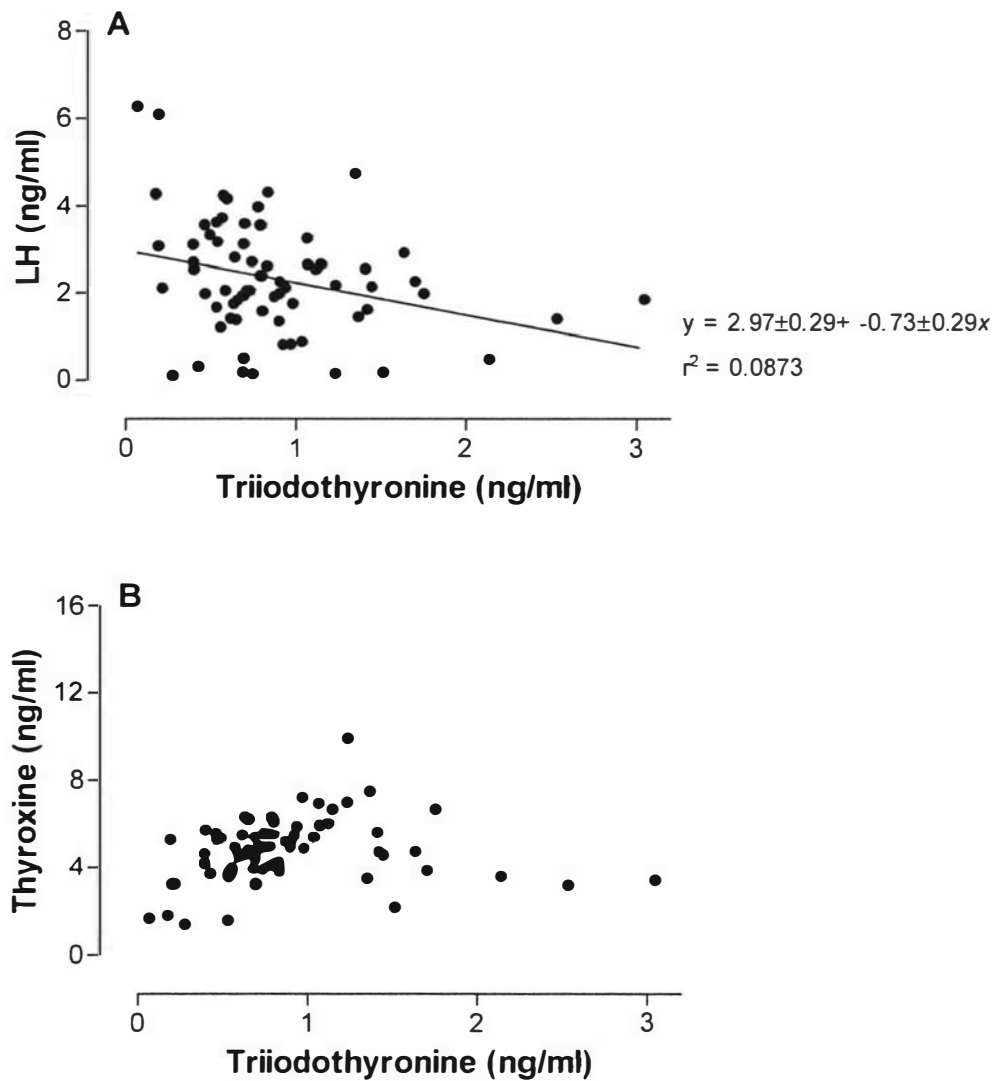 A
8
6
4
2
0
LH (ng/ml)
y = 2.97±0.29+ -0.73±0.29x
r² = 0.0873
0 1 2 3
Triiodothyronine (ng/ml)
B
16
12
8
4
0
Thyroxine (ng/ml)
0 1 2 3
Triiodothyronine (ng/ml)